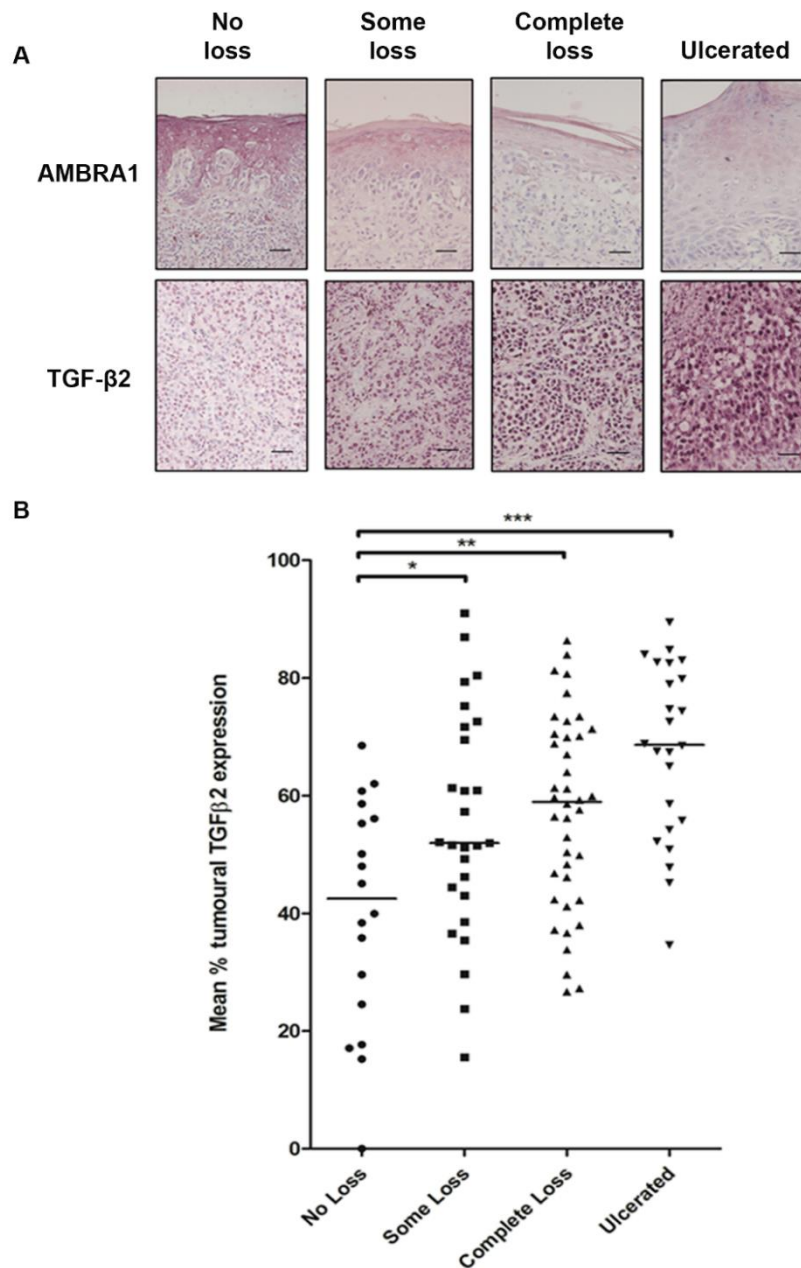 No loss
Some loss
Complete loss
Ulcerated
A
AMBRA1
TGF-β2
B
***
**
*
100
80
60
40
20
0
Mean % tumoural TGFβ2 expression
No Loss
Some Loss
Complete Loss
Ulcerated